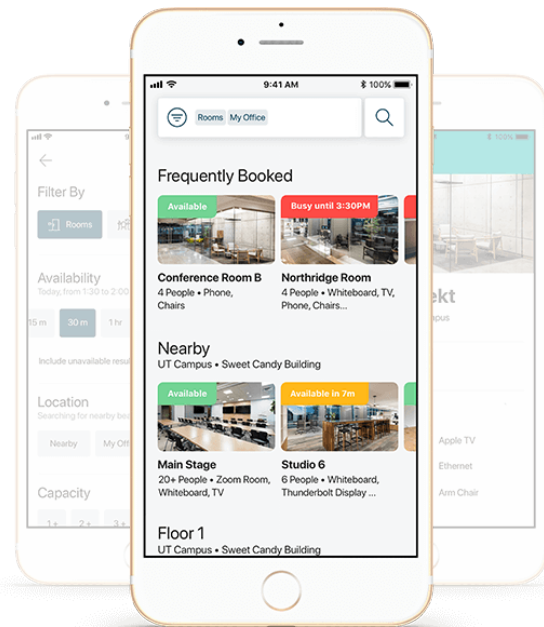 9:41 AM
100%
Rooms
My Office
Frequently Booked
Available
Busy until 3:30PM
Conference Room B
4 People • Phone,
Chairs
Northridge Room
4 People • Whiteboard, TV,
Phone, Chairs...
Nearby
UT Campus • Sweet Candy Building
Available
Available in 7m
Main Stage
20+ People • Zoom Room,
Whiteboard, TV
Studio 6
6 People • Whiteboard,
Thunderbolt Display ...
Floor 1
UT Campus • Sweet Candy Building
Filter By
Rooms
Availability
Today, from 1:30 to 2:00
15 m
30 m
1 hr
Include unavailable resul
Location
Searching for nearby
Nearby
My Off
Capacity
1+
2+
3+
100%
ekt
pus
Apple TV
Ethernet
Arm Chair